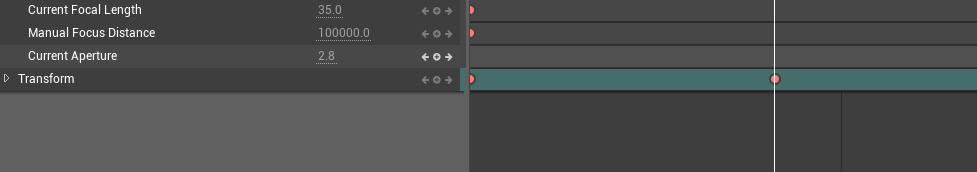 Current Focal Length 35.0
Manual Focus Distance 100000.0
Current Aperture 2.8
Transform